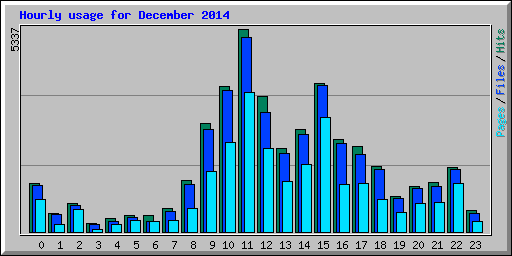 Hourly usage for December 2014
5337
Pages/Files/Hits
0 1 2 3 4 5 6 7 8 9 10 11 12 13 14 15 16 17 18 19 20 21 22 23